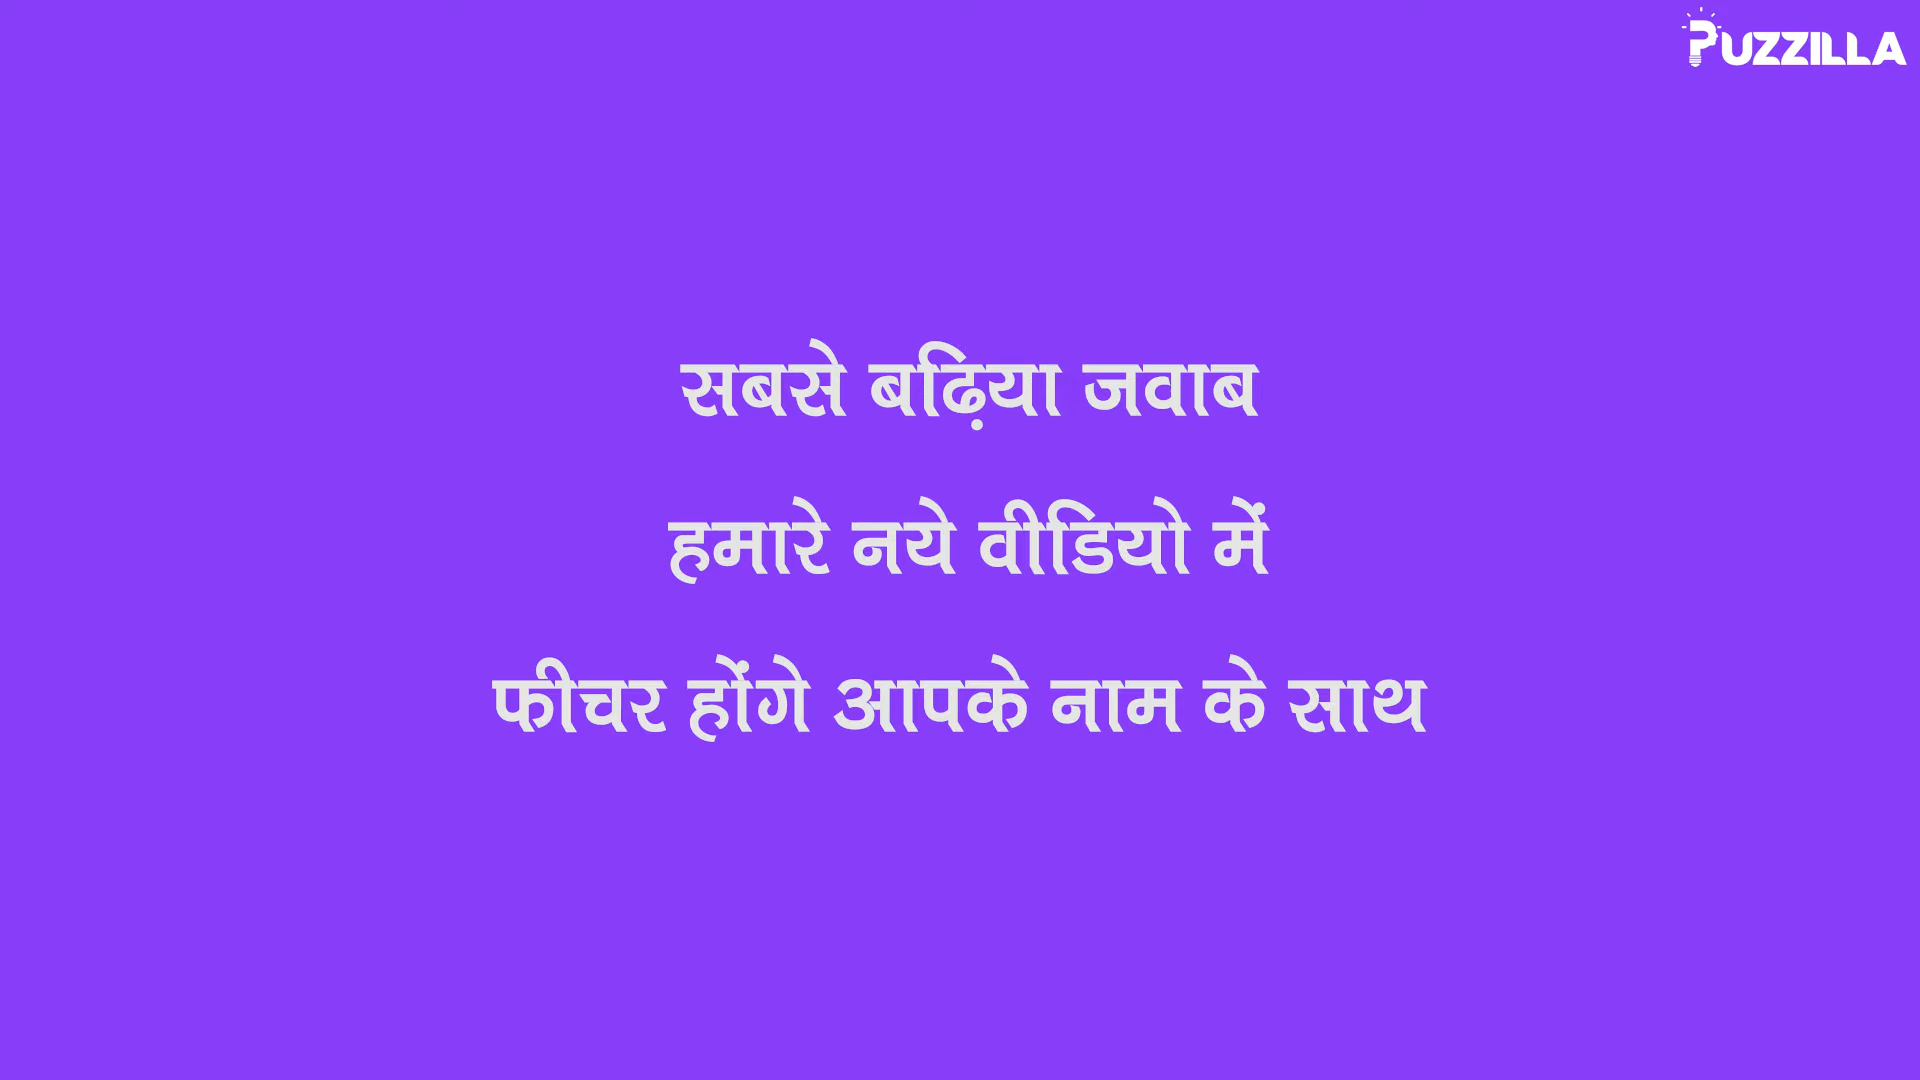 PUZZILLA
सबसे बढ़िया जवाब
हमारे नये वीडियो में
फीचर होंगे आपके नाम के साथ